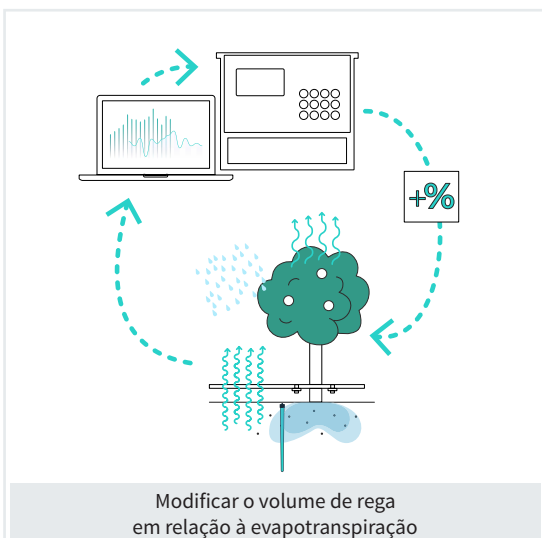 +%
Modificar o volume de rega
em relação à evapotranspiração